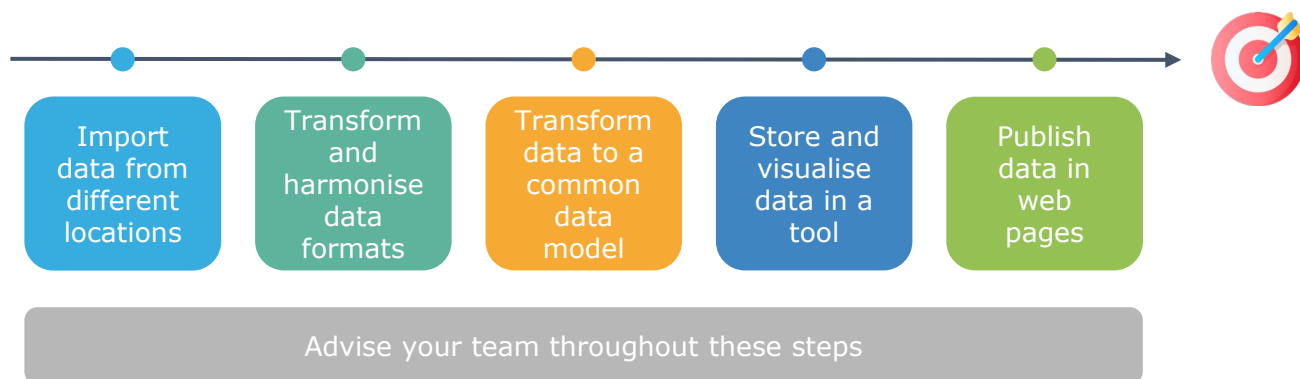 Import
data from
different
locations
Transform
and
harmonise
data
formats
Transform
data to a
common
data
model
Store and
visualise
data in a
tool
Publish
data in
web
pages
Advise your team throughout these steps